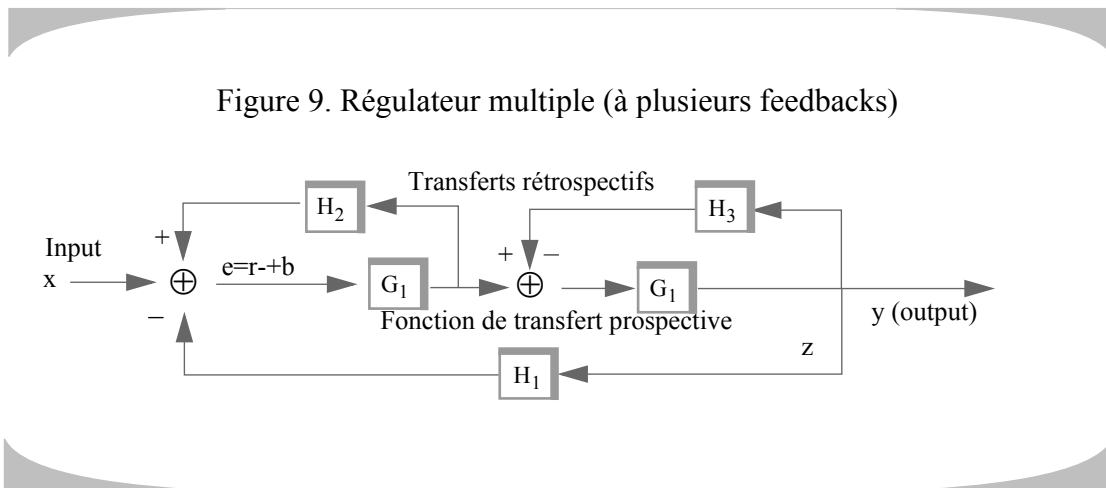 Figure 9. Régulateur multiple (à plusieurs feedbacks)
Transferts rétrospectifs
H2
H3
+
+ –
Input
x
e=r-+b
G1
G1
–
Fonction de transfert prospective
y (output)
z
H1